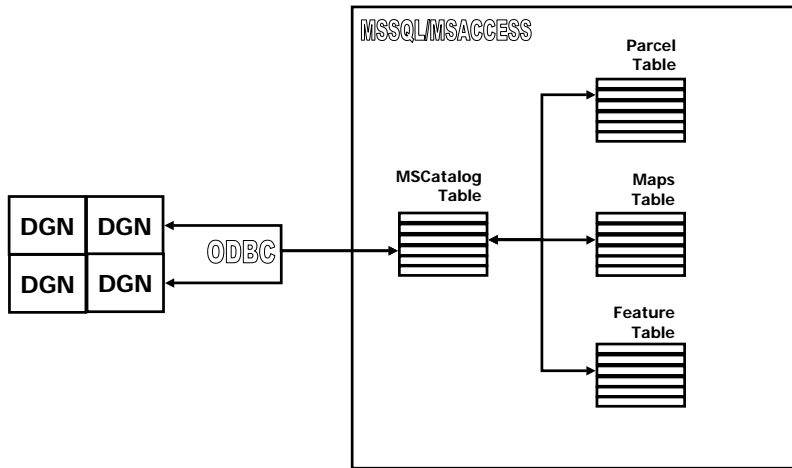 MSSQL/MSACCESS
Parcel
Table
MSCatalog
Table
Maps
Table
DGN DGN
ODBC
DGN DGN
Feature
Table